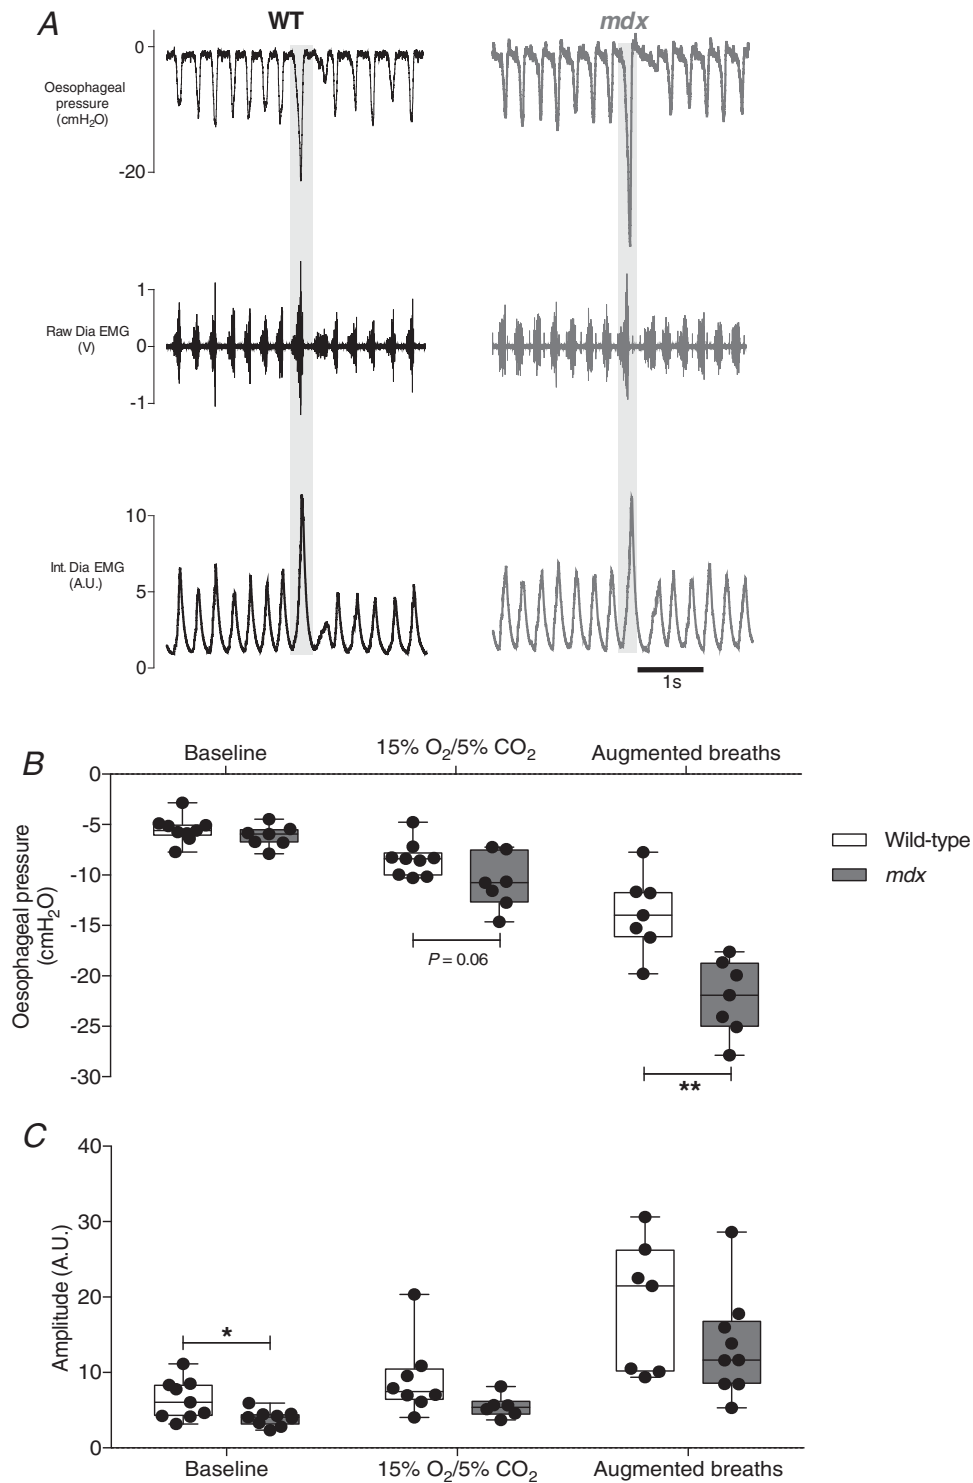 A
WT
mdx
0
-20
Oesophageal
pressure
(cmH2O)
1
0
-1
Raw Dia EMG
(V)
10
5
0
Int. Dia EMG
(A.U.)
1s
B
Baseline
15% O2/5% CO2
Augmented breaths
0
-5
-10
-15
-20
-25
-30
Oesophageal pressure
(cmH2O)
P = 0.06
**
Wild-type
mdx
C
40
30
20
10
0
Amplitude (A.U.)
*
Baseline
15% O2/5% CO2
Augmented breaths